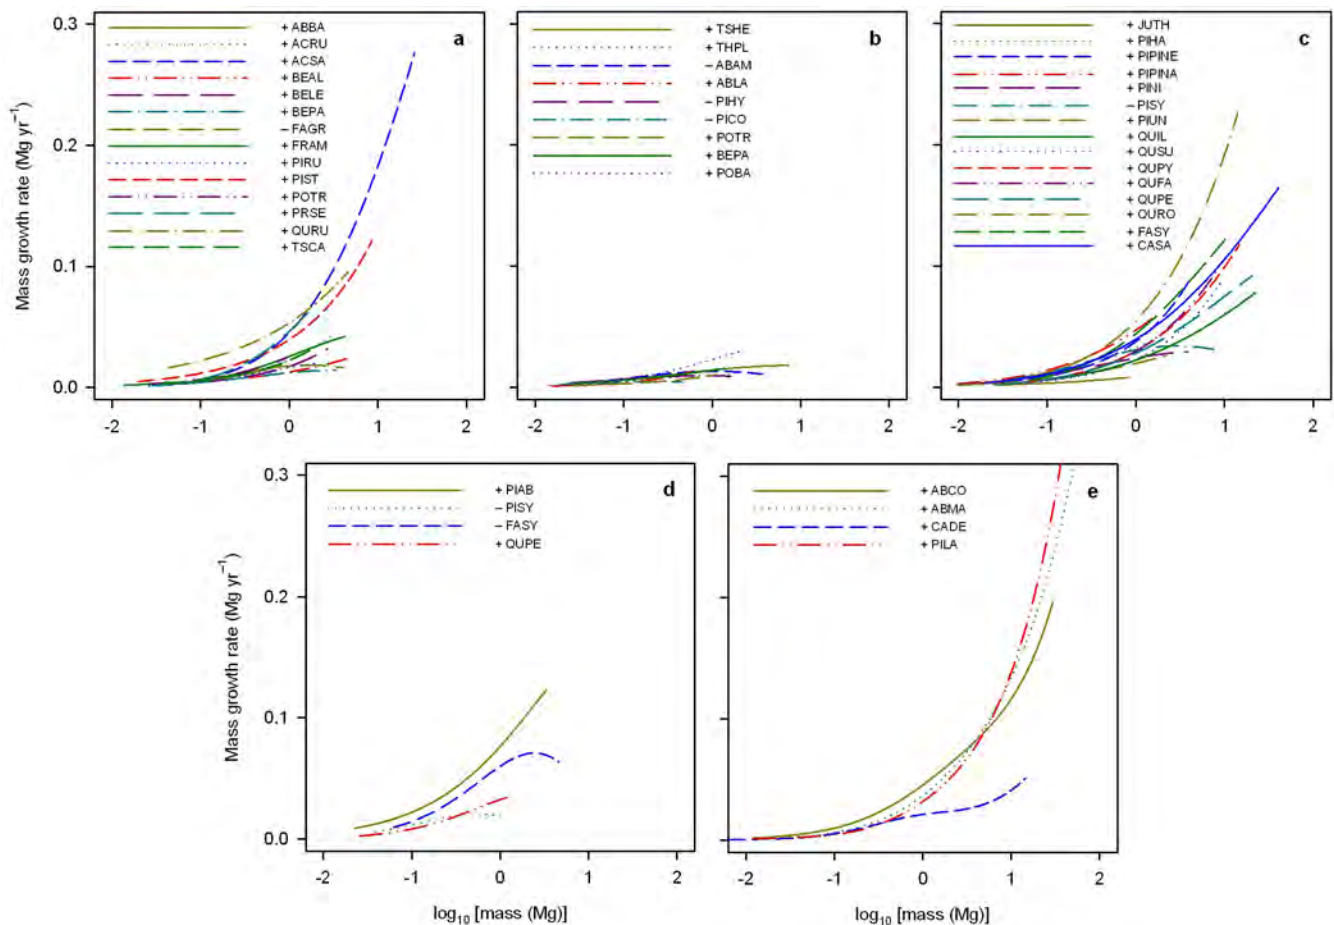 0.3
0.2
0.1
0.0
Mass growth rate (Mg yr⁻¹)
a
+ ABBA
+ ACRU
+ ACSA
+ BEAL
+ BELE
+ BEPA
– FAGR
+ FRAM
+ PIRU
+ PIST
+ POTR
+ PRSE
+ QURU
+ TSCA
-2 -1 0 1 2
b
+ TSHE
+ THPL
– ABAM
+ ABLA
– PIHY
– PICO
+ POTR
+ BEPA
+ POBA
-2 -1 0 1 2
c
+ JUTH
+ PIHA
+ PIPINE
+ PIPINA
+ PINI
– PISY
+ PIUN
+ QUIL
+ QUSU
+ QUPY
+ QUFA
+ QUPE
+ QURO
+ FASY
+ CASA
-2 -1 0 1 2
0.3
0.2
0.1
0.0
Mass growth rate (Mg yr⁻¹)
d
+ PIAB
– PISY
– FASY
+ QUPE
-2 -1 0 1 2
log₁₀ [mass (Mg)]
e
+ ABCO
+ ABMA
+ CADE
+ PILA
-2 -1 0 1 2
log₁₀ [mass (Mg)]